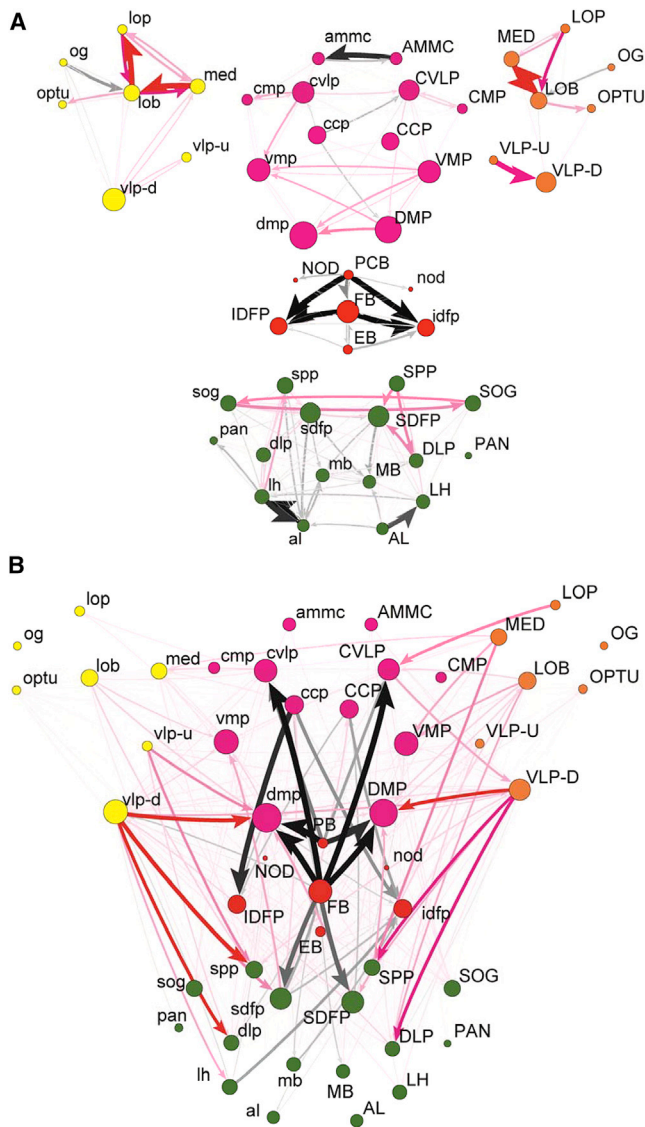 A
lop
ammc
AMMC
MED
LOP
og
med
OG
optu
lob
cmp
cvlp
CVLP
CMP
LOB
OPTU
ccp
CCP
vlp-u
VLP-U
vmp
VMP
vlp-d
VLP-D
dmp
DMP
NOD
PCB
nod
IDFP
FB
idfp
EB
spp
SPP
sog
SOG
sdfp
SDFP
pan
dlp
DLP
PAN
mb
MB
lh
LH
al
AL
B
lop
ammc
AMMC
LOP
og
MED
OG
optu
lob
med
cmp
cvlp
CVLP
CMP
LOB
OPTU
ccp
CCP
vmp
VMP
vlp-u
VLP-U
vlp-d
VLP-D
dmp
DMP
PB
NOD
nod
IDFP
FB
idfp
EB
spp
SPP
sog
SOG
sdfp
SDFP
pan
dlp
DLP
PAN
lh
mb
MB
LH
al
AL